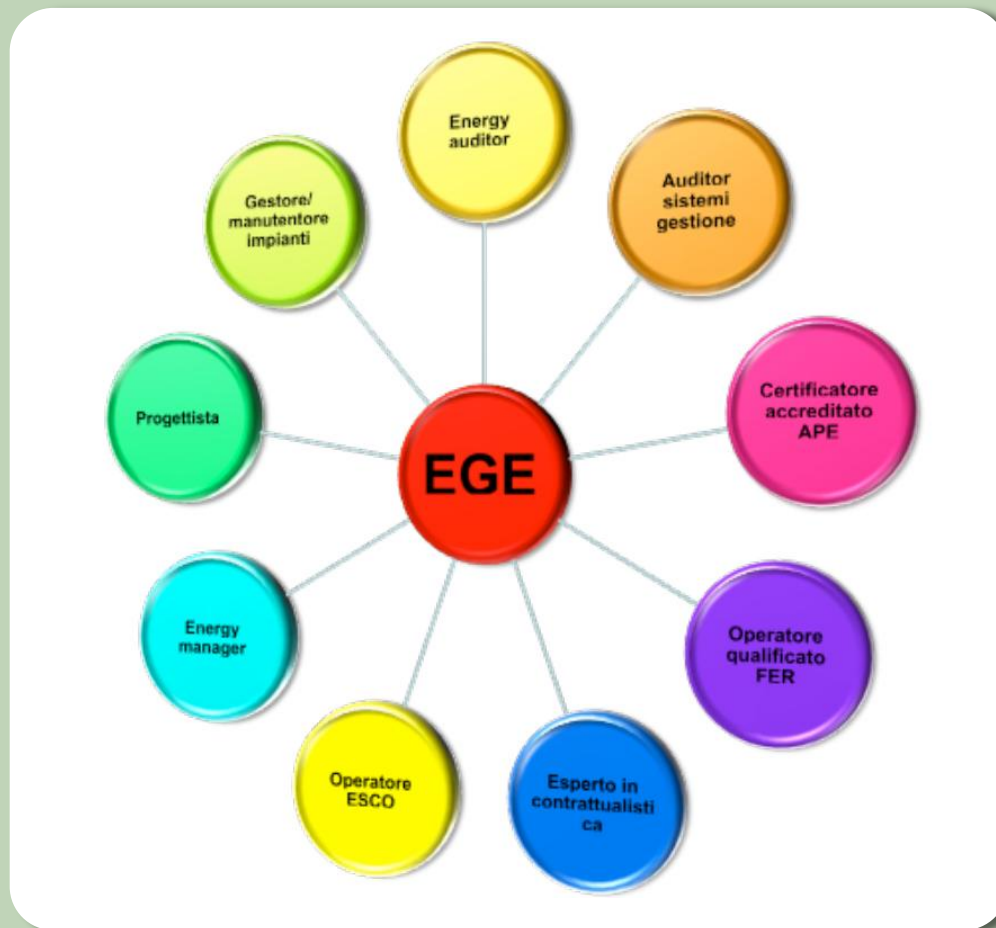 Energy
auditor
Auditor
sistemi
gestione
Certificatore
accreditato
APE
Operatore
qualificato
FER
Esperto in
contrattualisti
ca
Operatore
ESCO
Energy
manager
Progettista
Gestore/
manutentore
impianti
EGE